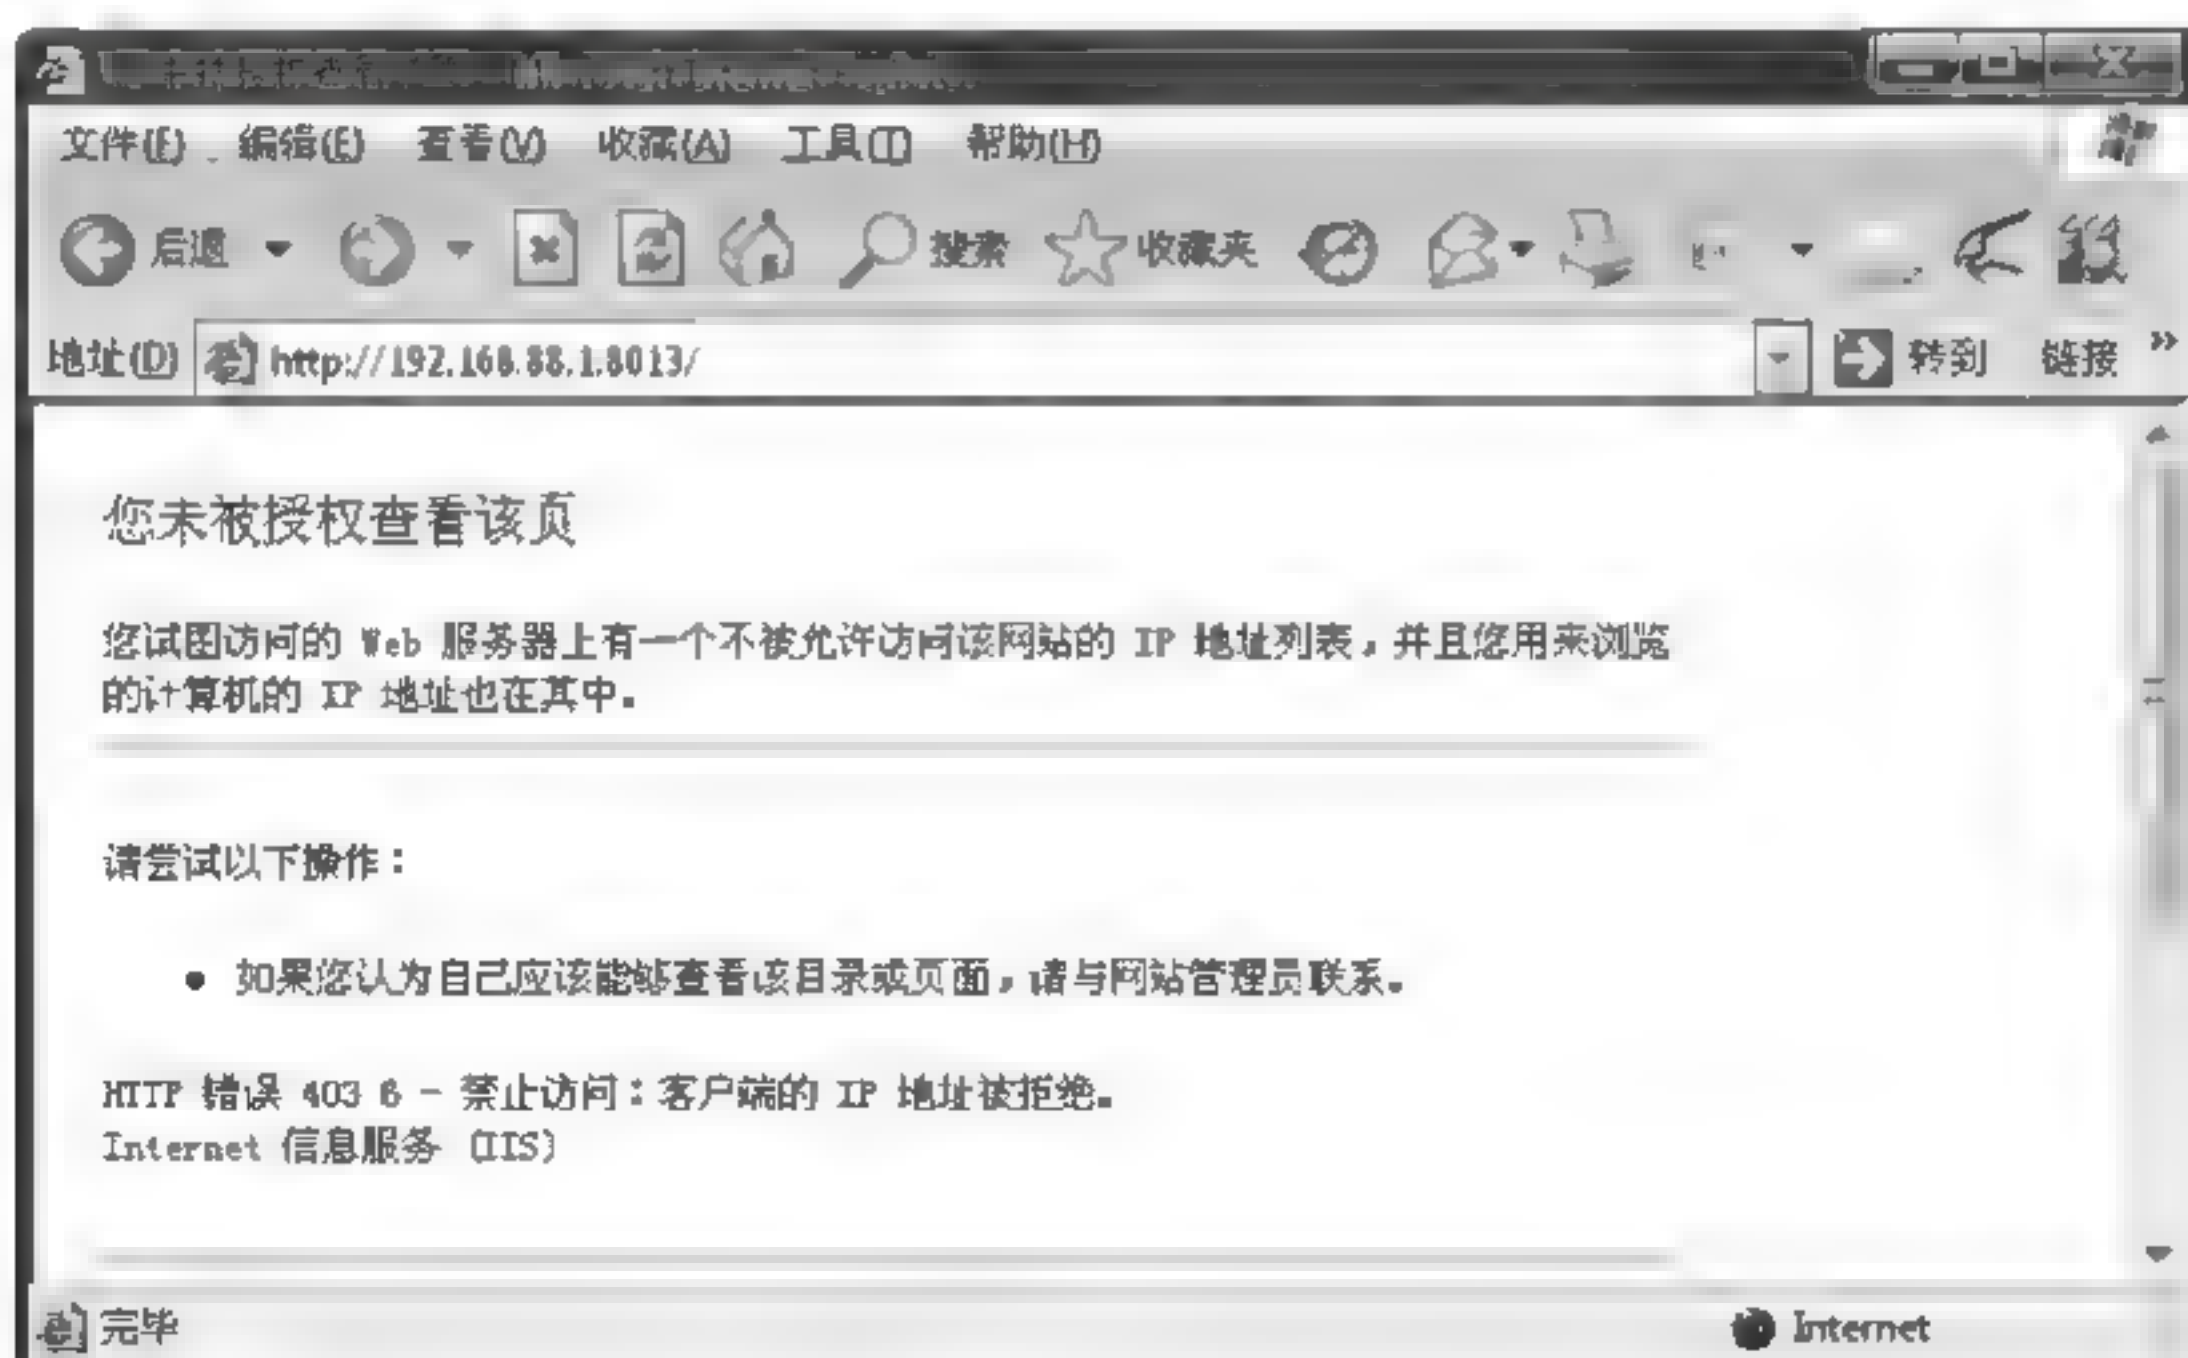 文件(F) 编辑(E) 查看(V) 收藏(A) 工具(T) 帮助(H)
后退 搜索 收藏夹
地址(D) http://192.168.88.1:8013/ 转到 链接 »
您未被授权查看该页
您试图访问的 Web 服务器上有一个不被允许访问该网站的 IP 地址列表，并且您用来浏览
的计算机的 IP 地址也在其中。
请尝试以下操作：
• 如果您认为自己应该能够查看该目录或页面，请与网站管理员联系。
HTTP 错误 403.6 - 禁止访问：客户端的 IP 地址被拒绝。
Internet 信息服务 (IIS)
完毕 Internet